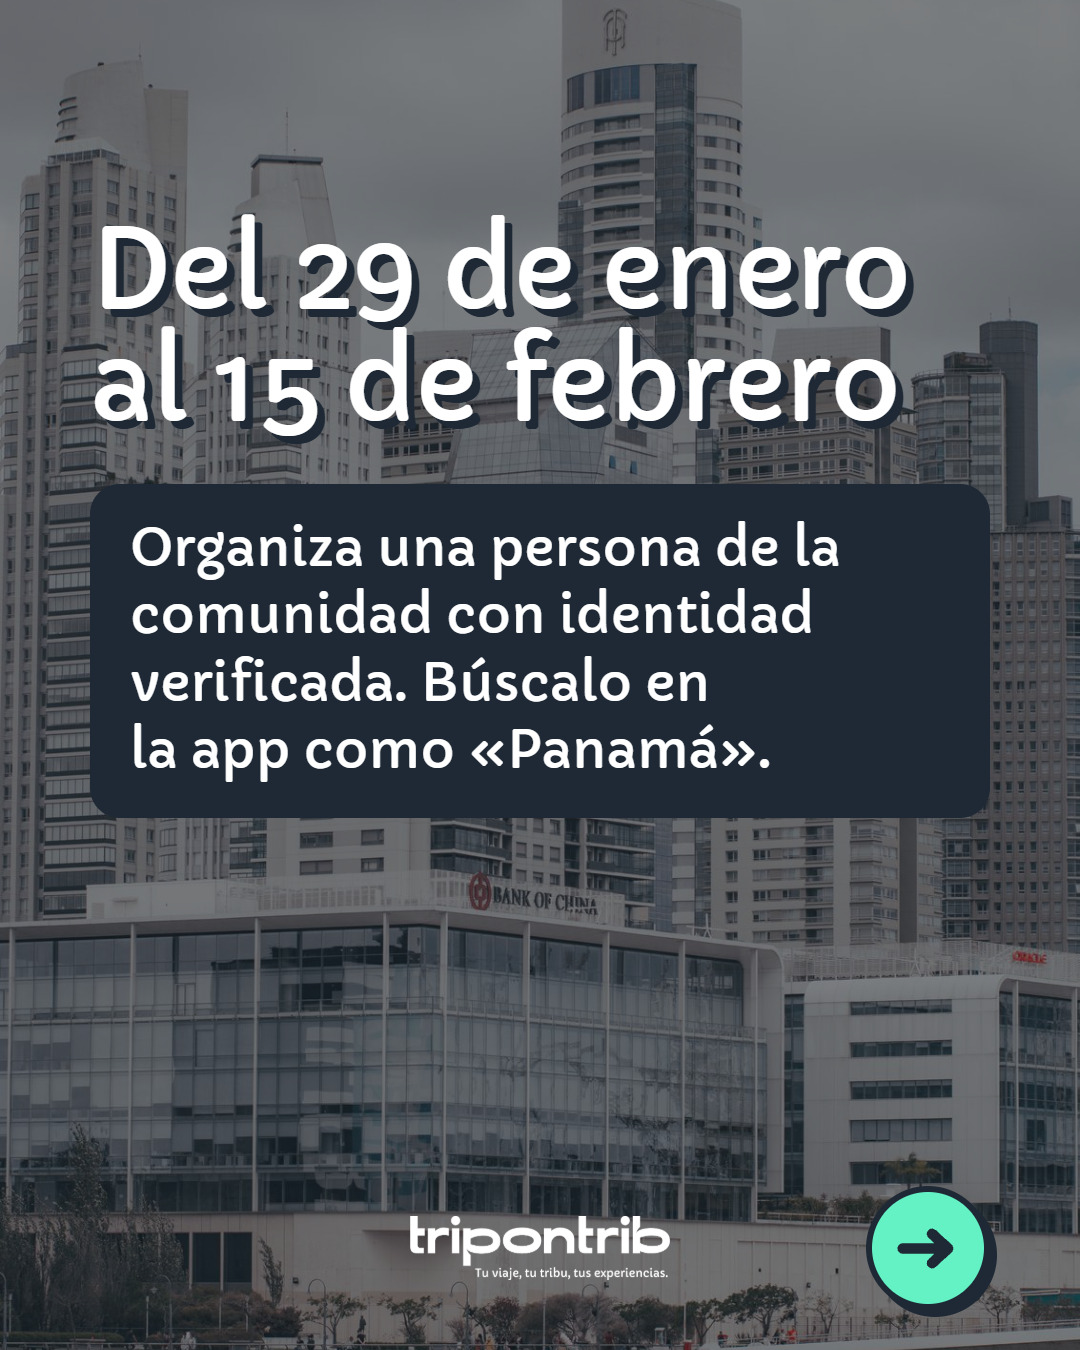 Del 29 de enero
al 15 de febrero
Organiza una persona de la
comunidad con identidad
verificada. Búscalo en
la app como «Panamá».
BANK OF CHINA
ORACLE
tripontrib
Tu viaje, tu tribu, tus experiencias.